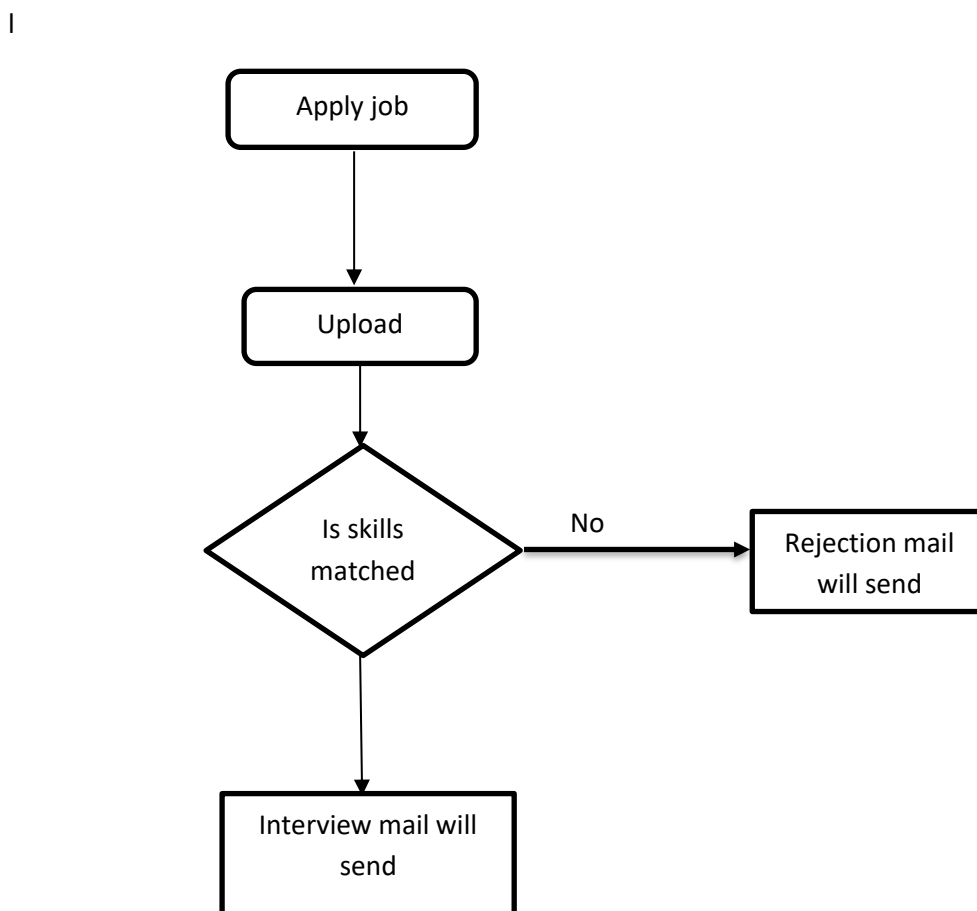 I
Apply job
Upload
Is skills
matched
No
Rejection mail
will send
Interview mail will
send